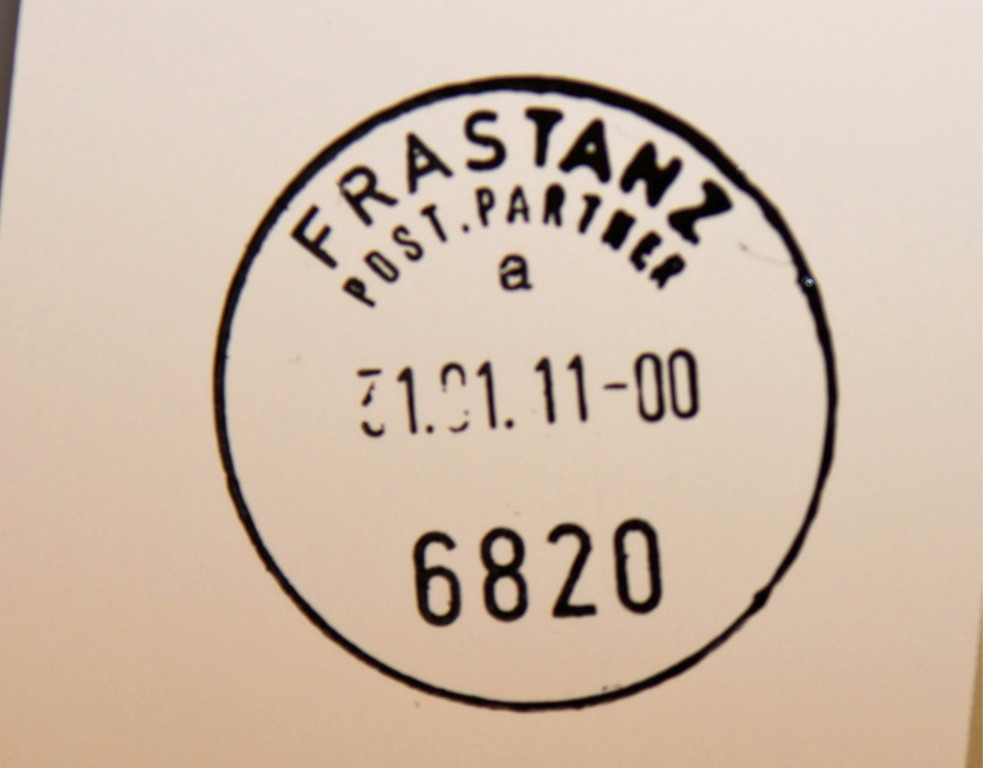 FRASTANZ
POST.PARTNER
a
31.01.11-00
6820